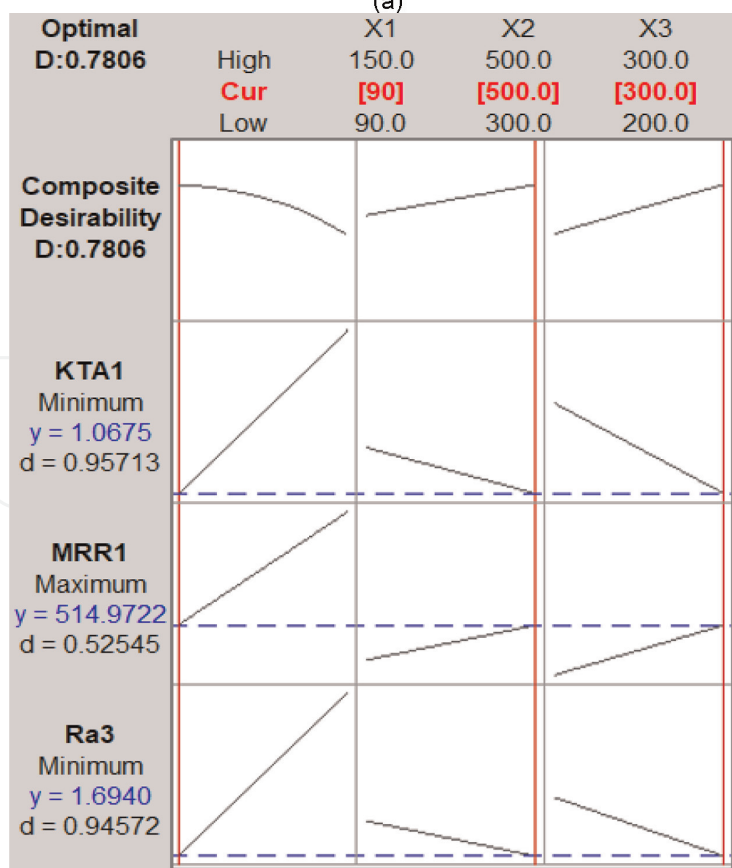 (a)
Optimal X1 X2 X3
D:0.7806 High 150.0 500.0 300.0
Cur [90] [500.0] [300.0]
Low 90.0 300.0 200.0
Composite
Desirability
D:0.7806
KTA1
Minimum
y = 1.0675
d = 0.95713
MRR1
Maximum
y = 514.9722
d = 0.52545
Ra3
Minimum
y = 1.6940
d = 0.94572